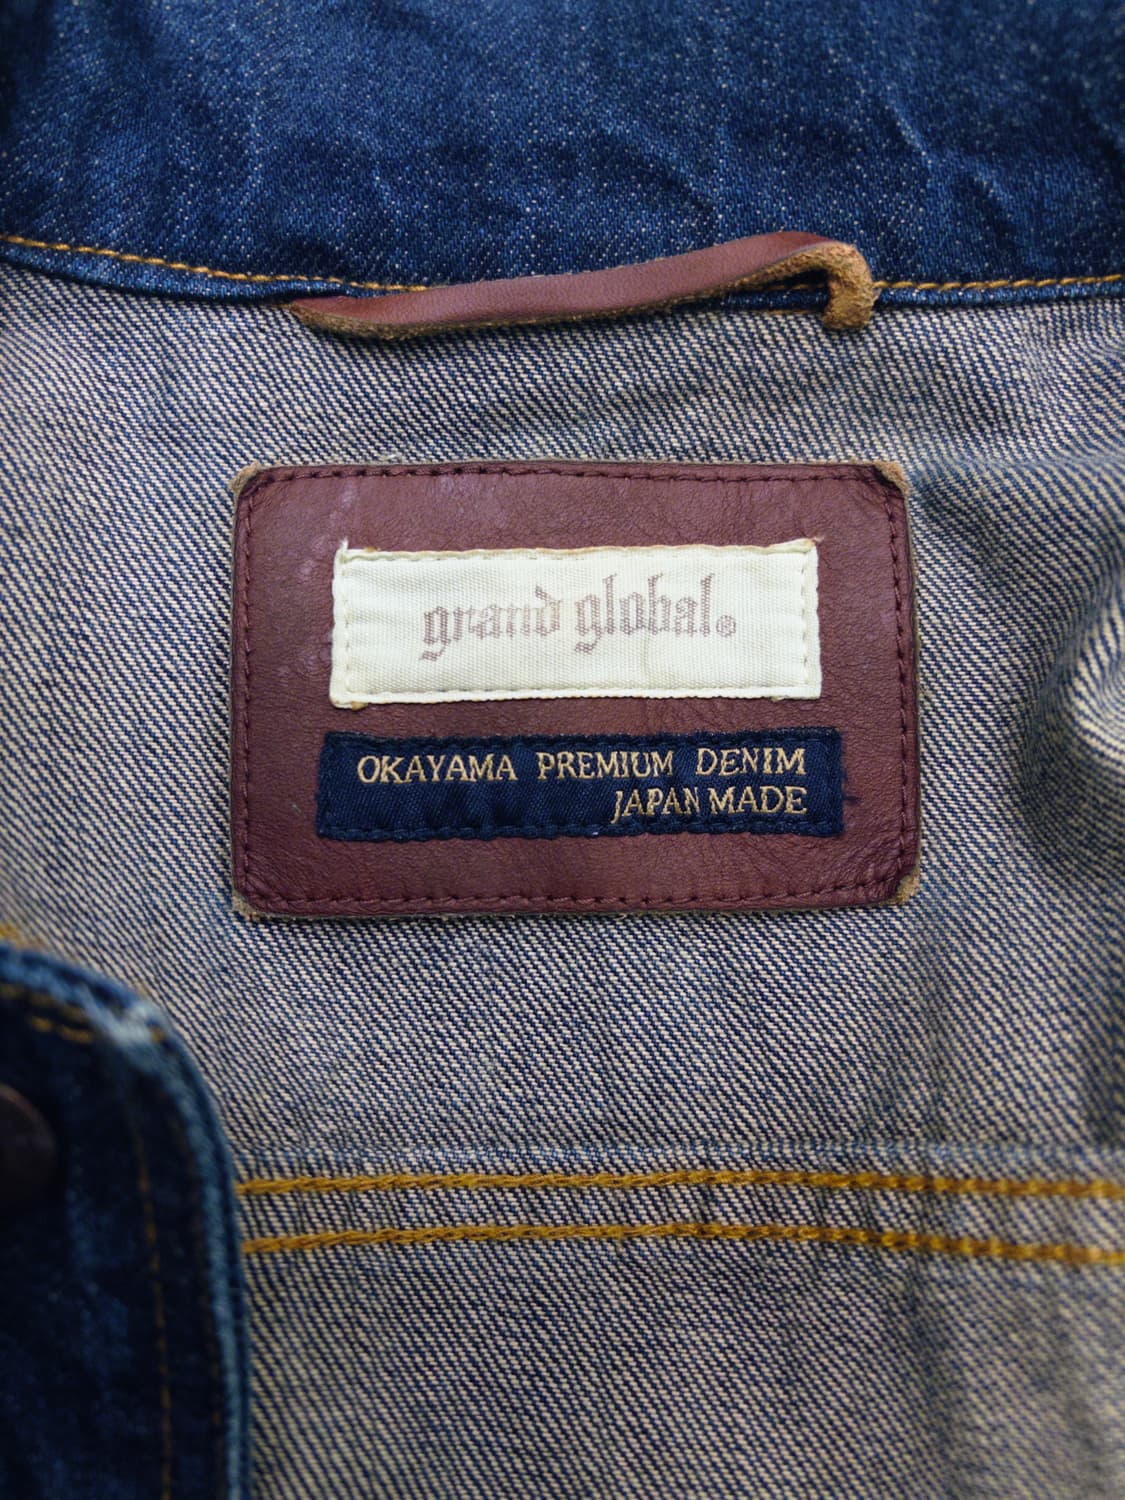 grand global®
OKAYAMA PREMIUM DENIM
JAPAN MADE